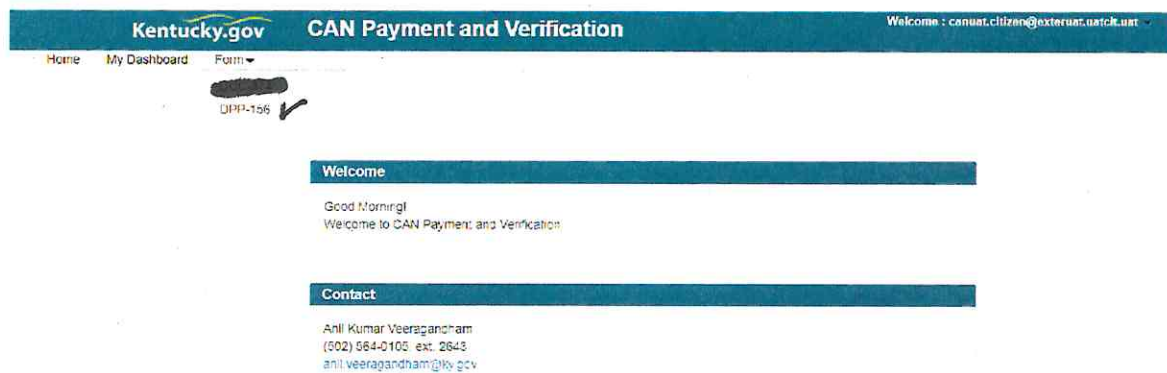 Kentucky.gov CAN Payment and Verification Welcome : canuat.citizen@exteruat.uatcit.uat
Home My Dashboard Form
DPP-156
Welcome
Good Morning!
Welcome to CAN Payment and Verification
Contact
Anil Kumar Veeragandham
(502) 564-0105 ext. 2643
anil.veeragandham@ky.gov